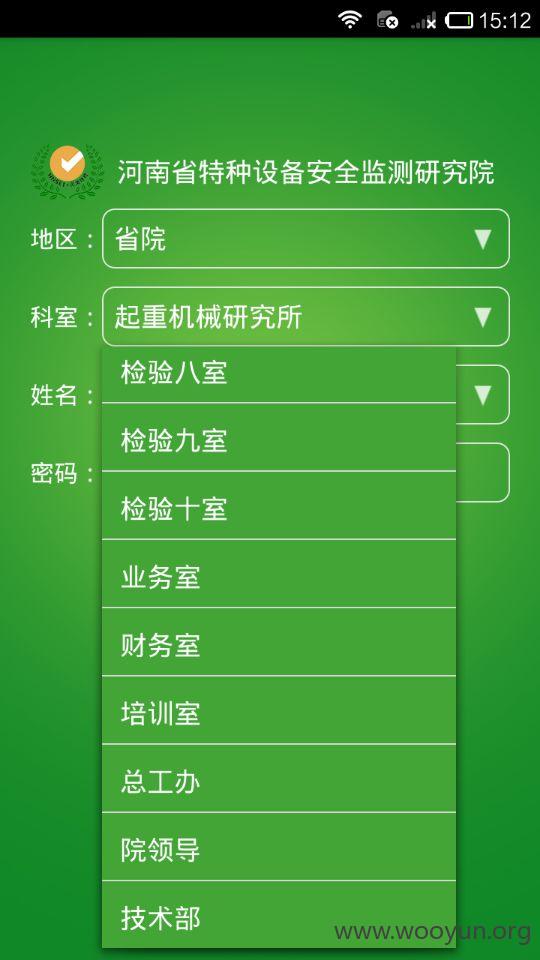 15:12
河南省特种设备安全监测研究院
地区：省院
科室：起重机械研究所
姓名：
密码：
检验八室
检验九室
检验十室
业务室
财务室
培训室
总工办
院领导
技术部
www.wooyun.org